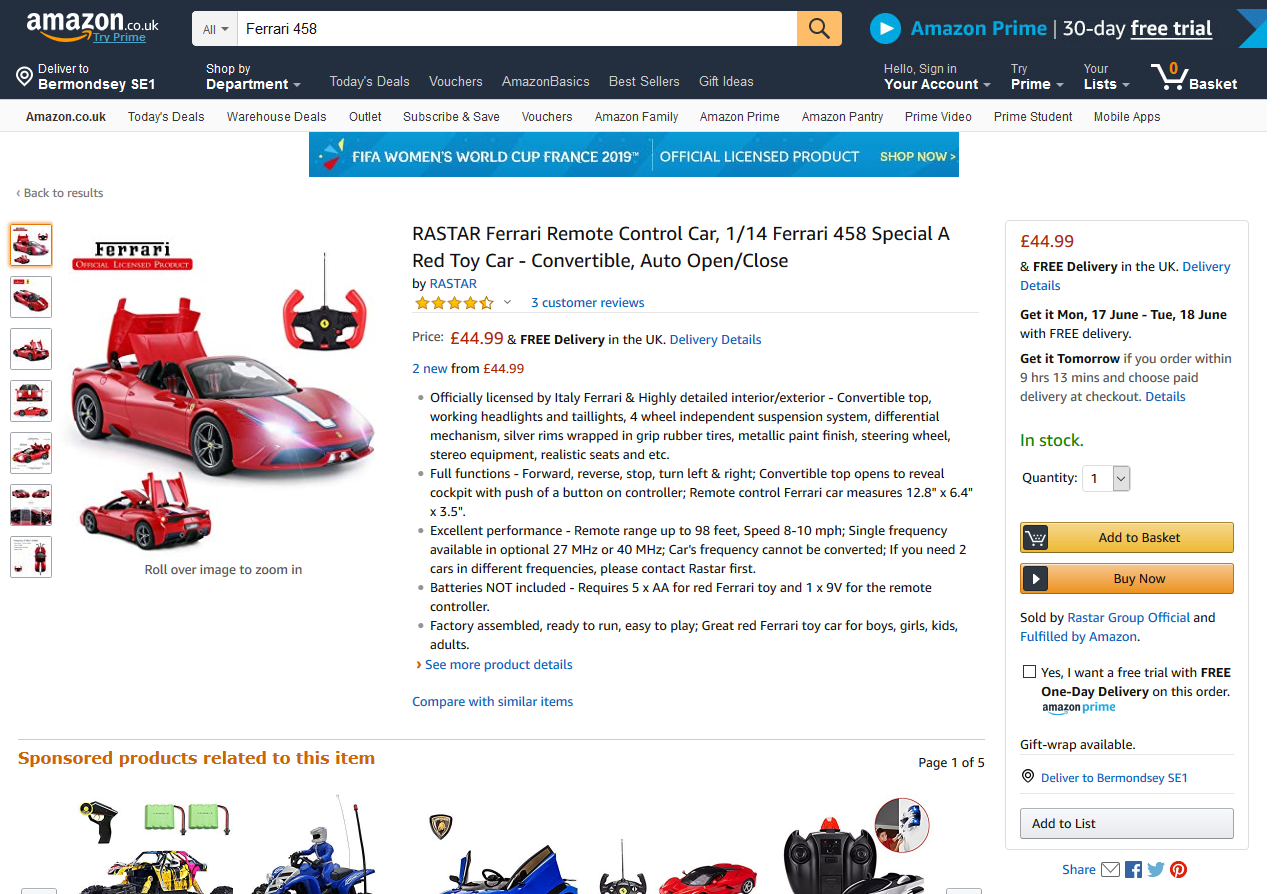 amazon.co.uk
Try Prime
All
Ferrari 458
Amazon Prime | 30-day free trial
Deliver to
Bermondsey SE1
Shop by
Department
Today's Deals
Vouchers
AmazonBasics
Best Sellers
Gift Ideas
Hello, Sign in
Your Account
Try
Prime
Your
Lists
0
Basket
Amazon.co.uk
Today's Deals
Warehouse Deals
Outlet
Subscribe & Save
Vouchers
Amazon Family
Amazon Prime
Amazon Pantry
Prime Video
Prime Student
Mobile Apps
FIFA WOMEN'S WORLD CUP FRANCE 2019™
OFFICIAL LICENSED PRODUCT
SHOP NOW >
‹ Back to results
Ferrari
OFFICIAL LICENSED PRODUCT
Roll over image to zoom in
RASTAR Ferrari Remote Control Car, 1/14 Ferrari 458 Special A
Red Toy Car - Convertible, Auto Open/Close
by RASTAR
3 customer reviews
Price: £44.99 & FREE Delivery in the UK. Delivery Details
2 new from £44.99
Officially licensed by Italy Ferrari & Highly detailed interior/exterior - Convertible top,
working headlights and taillights, 4 wheel independent suspension system, differential
mechanism, silver rims wrapped in grip rubber tires, metallic paint finish, steering wheel,
stereo equipment, realistic seats and etc.
Full functions - Forward, reverse, stop, turn left & right; Convertible top opens to reveal
cockpit with push of a button on controller; Remote control Ferrari car measures 12.8" x 6.4"
x 3.5".
Excellent performance - Remote range up to 98 feet, Speed 8-10 mph; Single frequency
available in optional 27 MHz or 40 MHz; Car's frequency cannot be converted; If you need 2
cars in different frequencies, please contact Rastar first.
Batteries NOT included - Requires 5 x AA for red Ferrari toy and 1 x 9V for the remote
controller.
Factory assembled, ready to run, easy to play; Great red Ferrari toy car for boys, girls, kids,
adults.
› See more product details
Compare with similar items
£44.99
& FREE Delivery in the UK. Delivery
Details
Get it Mon, 17 June - Tue, 18 June
with FREE delivery.
Get it Tomorrow if you order within
9 hrs 13 mins and choose paid
delivery at checkout. Details
In stock.
Quantity: 1
Add to Basket
Buy Now
Sold by Rastar Group Official and
Fulfilled by Amazon.
Yes, I want a free trial with FREE
One-Day Delivery on this order.
amazon prime
Gift-wrap available.
Deliver to Bermondsey SE1
Add to List
Share
Sponsored products related to this item
Page 1 of 5